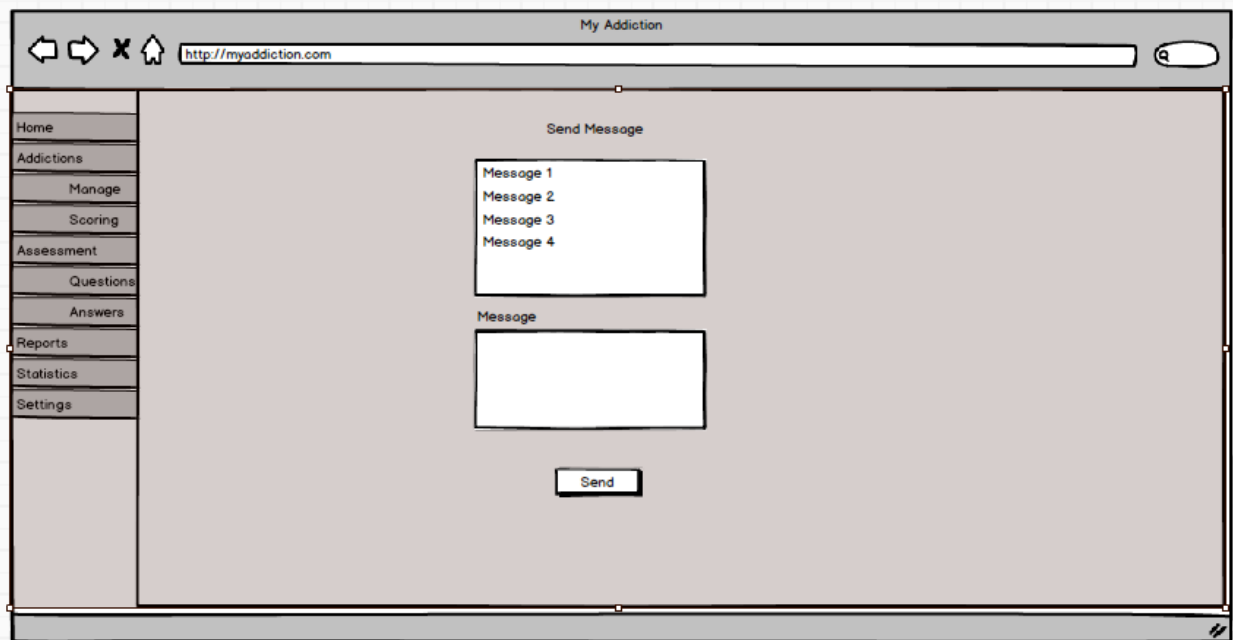 My Addiction
http://myaddiction.com
Home
Addictions
Manage
Scoring
Assessment
Questions
Answers
Reports
Statistics
Settings
Send Message
Message 1
Message 2
Message 3
Message 4
Message
Send